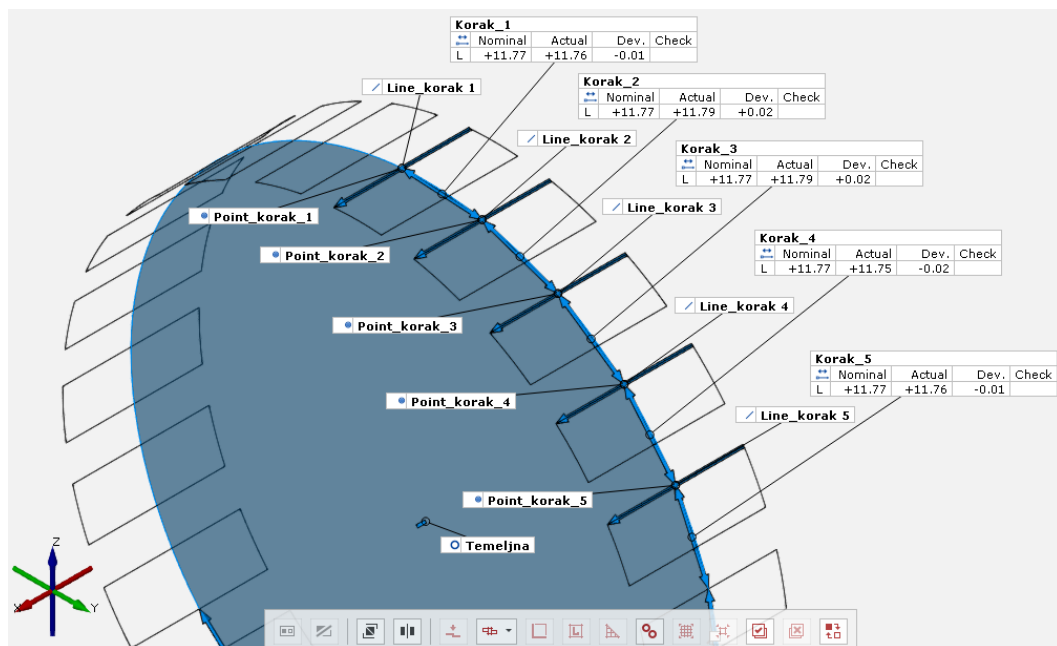 Korak_1
Nominal Actual Dev. Check
L +11.77 +11.76 -0.01
Line_korak 1
Korak_2
Nominal Actual Dev. Check
L +11.77 +11.79 +0.02
Line_korak 2
Korak_3
Nominal Actual Dev. Check
L +11.77 +11.79 +0.02
Line_korak 3
Point_korak_1
Korak_4
Nominal Actual Dev. Check
L +11.77 +11.75 -0.02
Point_korak_2
Line_korak 4
Point_korak_3
Korak_5
Nominal Actual Dev. Check
L +11.77 +11.76 -0.01
Point_korak_4
Line_korak 5
Point_korak_5
Temeljna
Z
X
Y